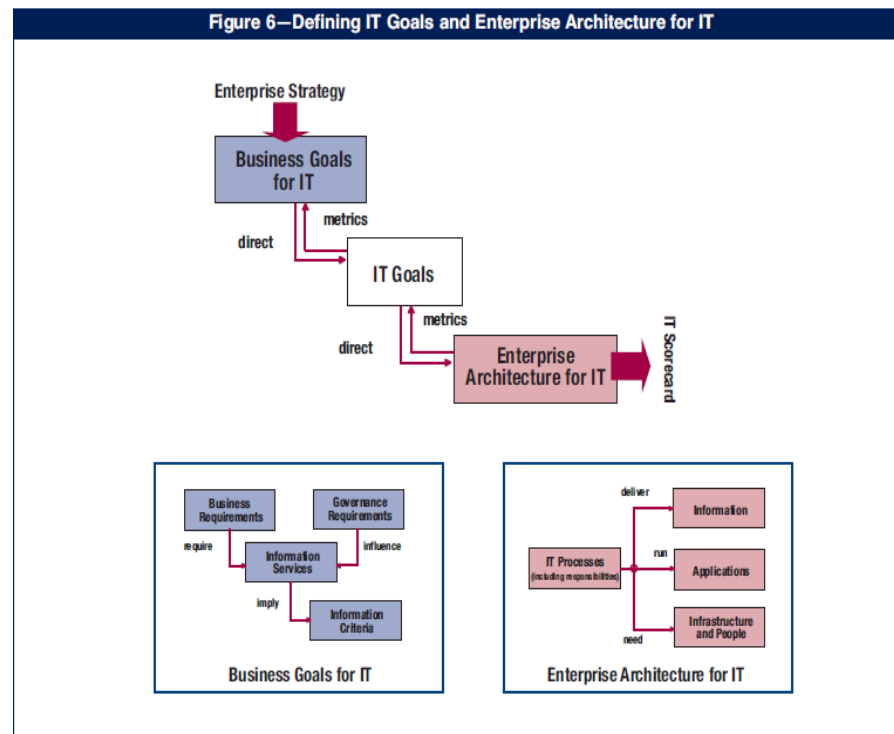 Figure 6—Defining IT Goals and Enterprise Architecture for IT
Enterprise Strategy
Business Goals
for IT
metrics
direct
IT Goals
metrics
direct
Enterprise
Architecture for IT
IT Scorecard
Business
Requirements
Governance
Requirements
require
influence
Information
Services
imply
Information
Criteria
Business Goals for IT
deliver
Information
IT Processes
(including responsibilities)
run
Applications
Infrastructure
and People
need
Enterprise Architecture for IT